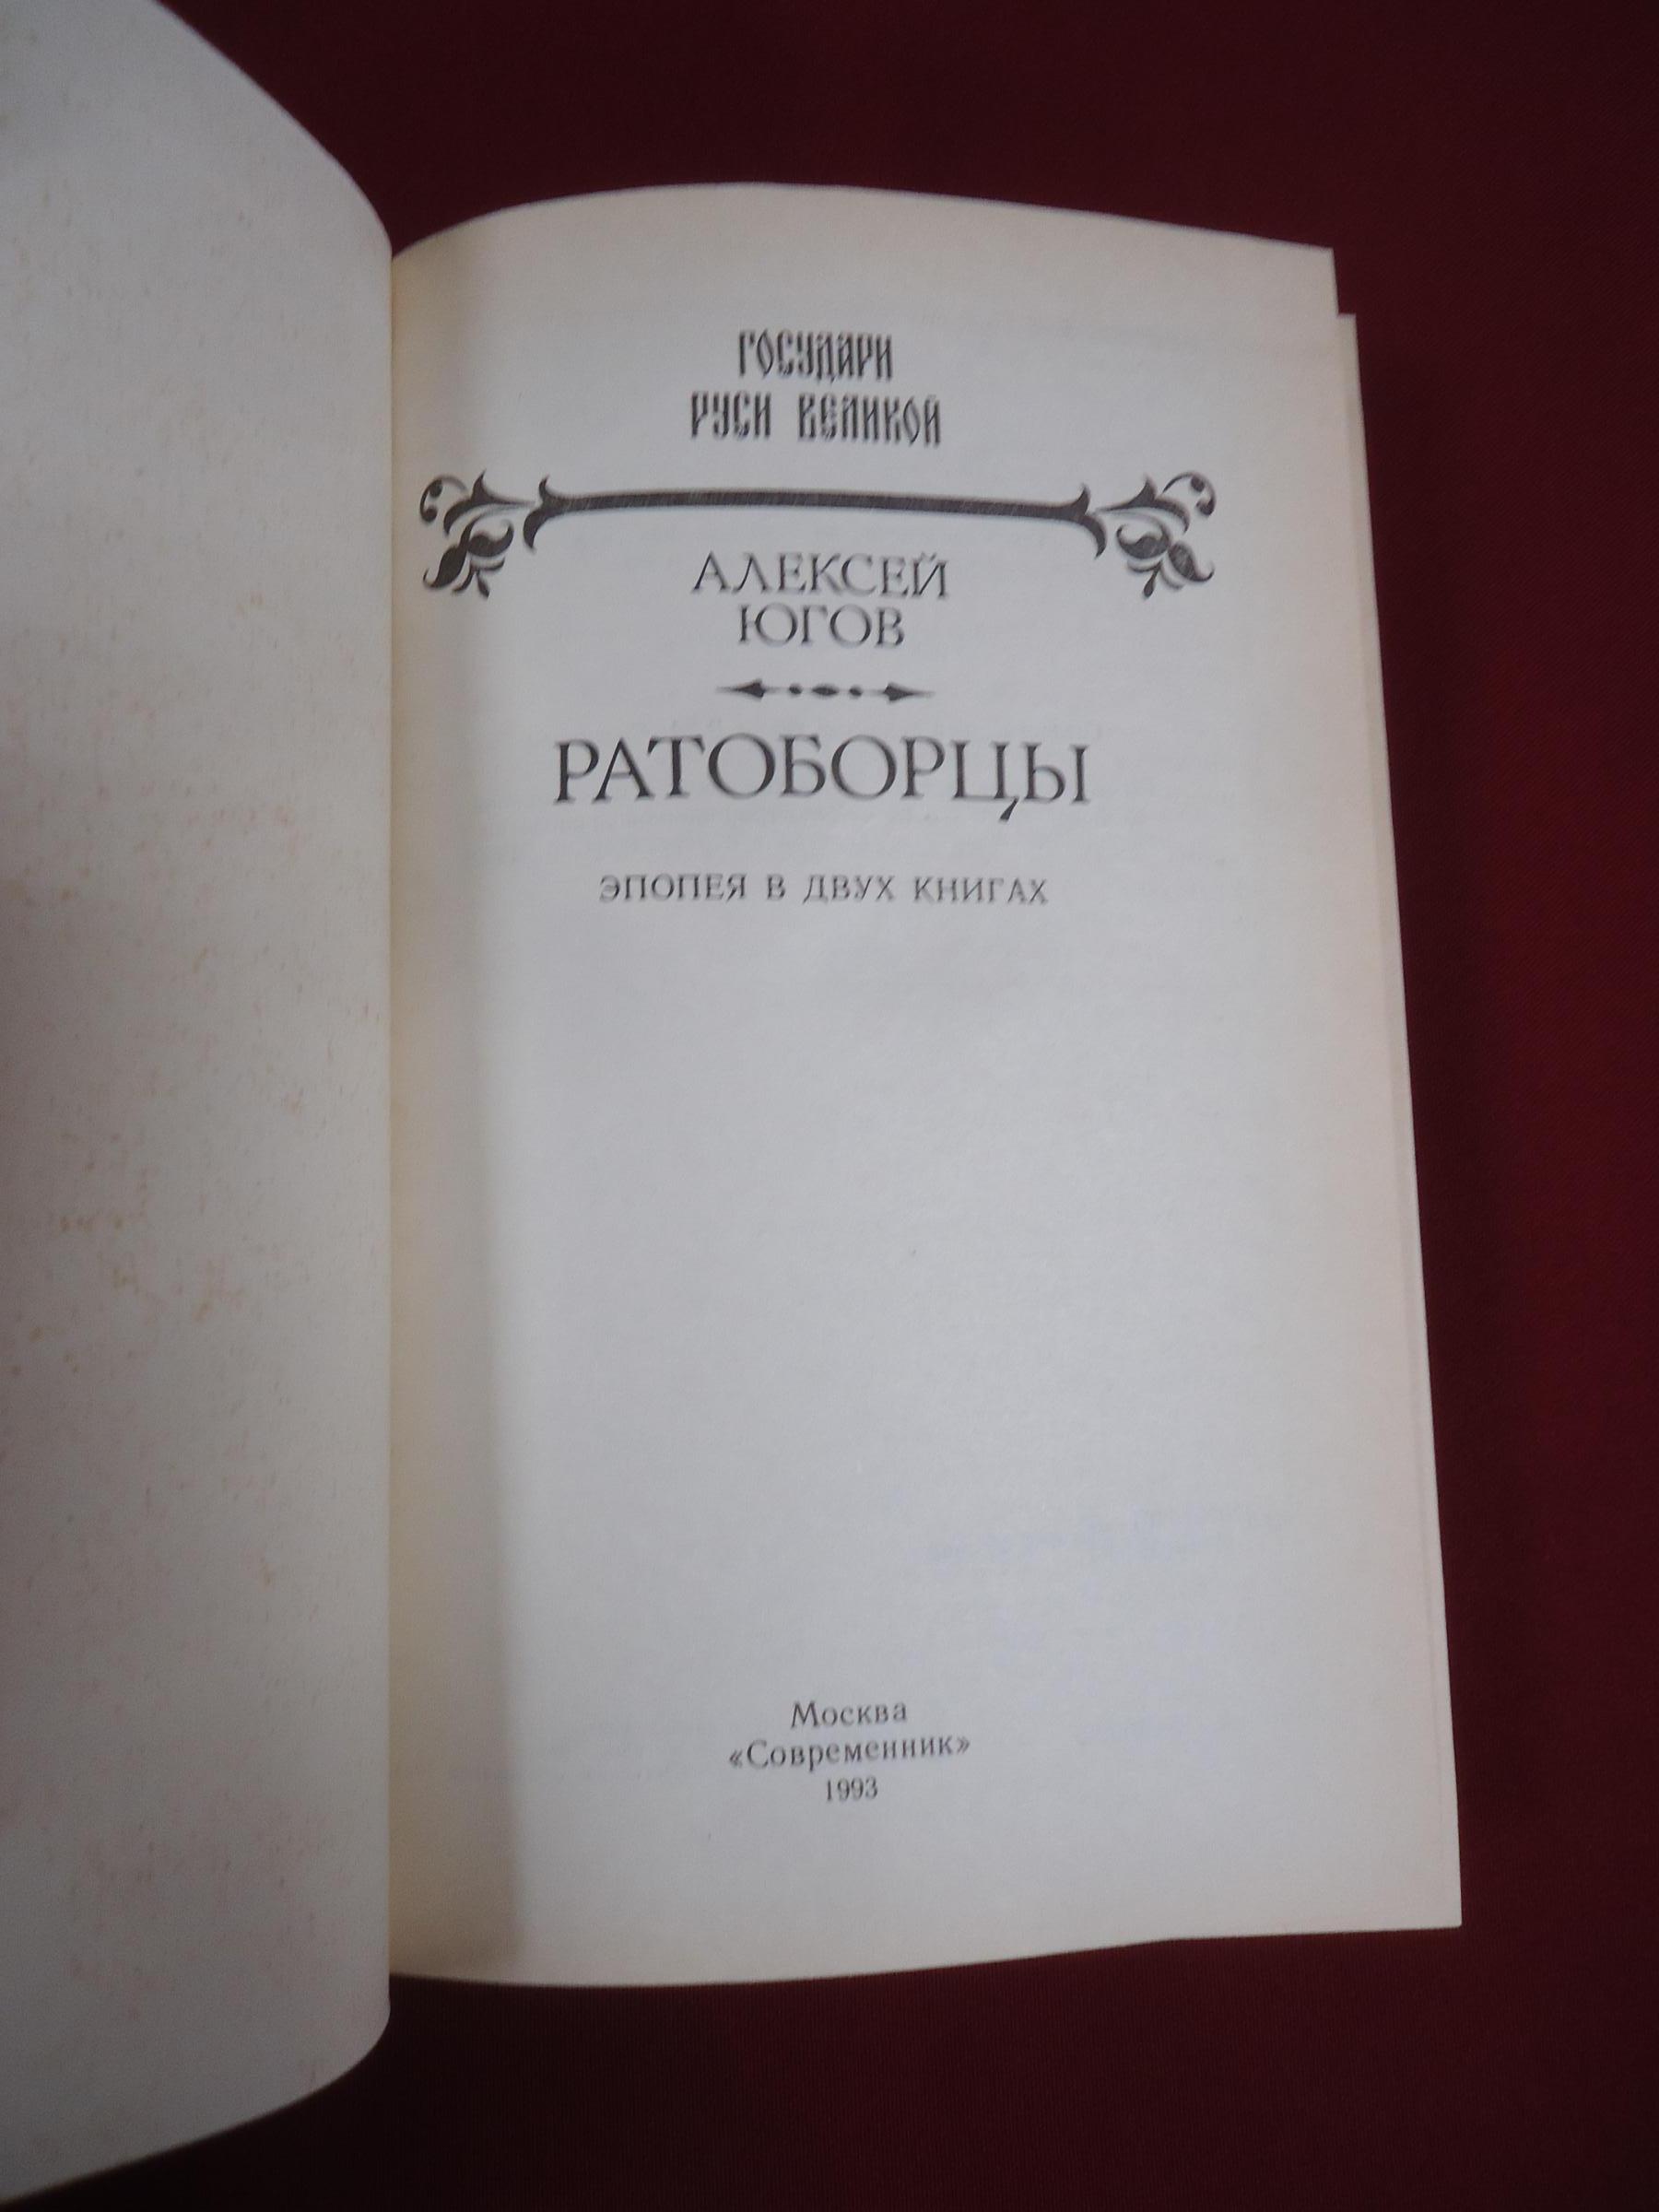 ГОСУДАРИ
РУСИ ВЕЛИКОЙ
АЛЕКСЕЙ
ЮГОВ
РАТОБОРЦЫ
ЭПОПЕЯ В ДВУХ КНИГАХ
Москва
«Современник»
1993